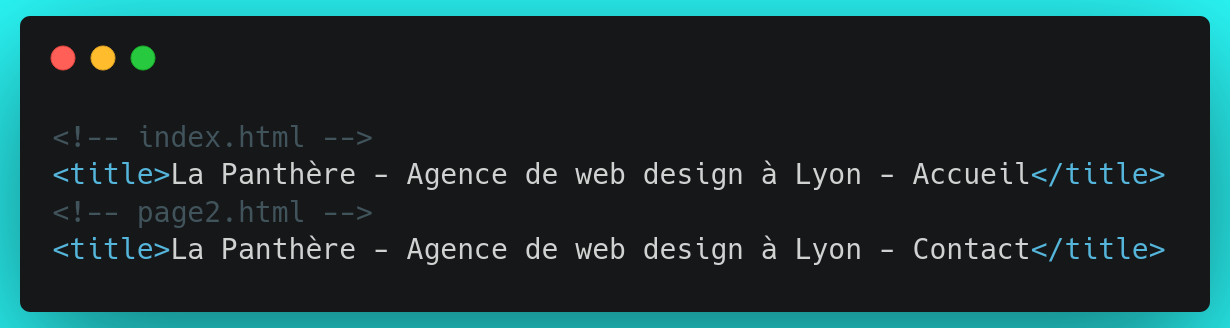 <!-- index.html -->
<title>La Panthère - Agence de web design à Lyon - Accueil</title>
<!-- page2.html -->
<title>La Panthère - Agence de web design à Lyon - Contact</title>